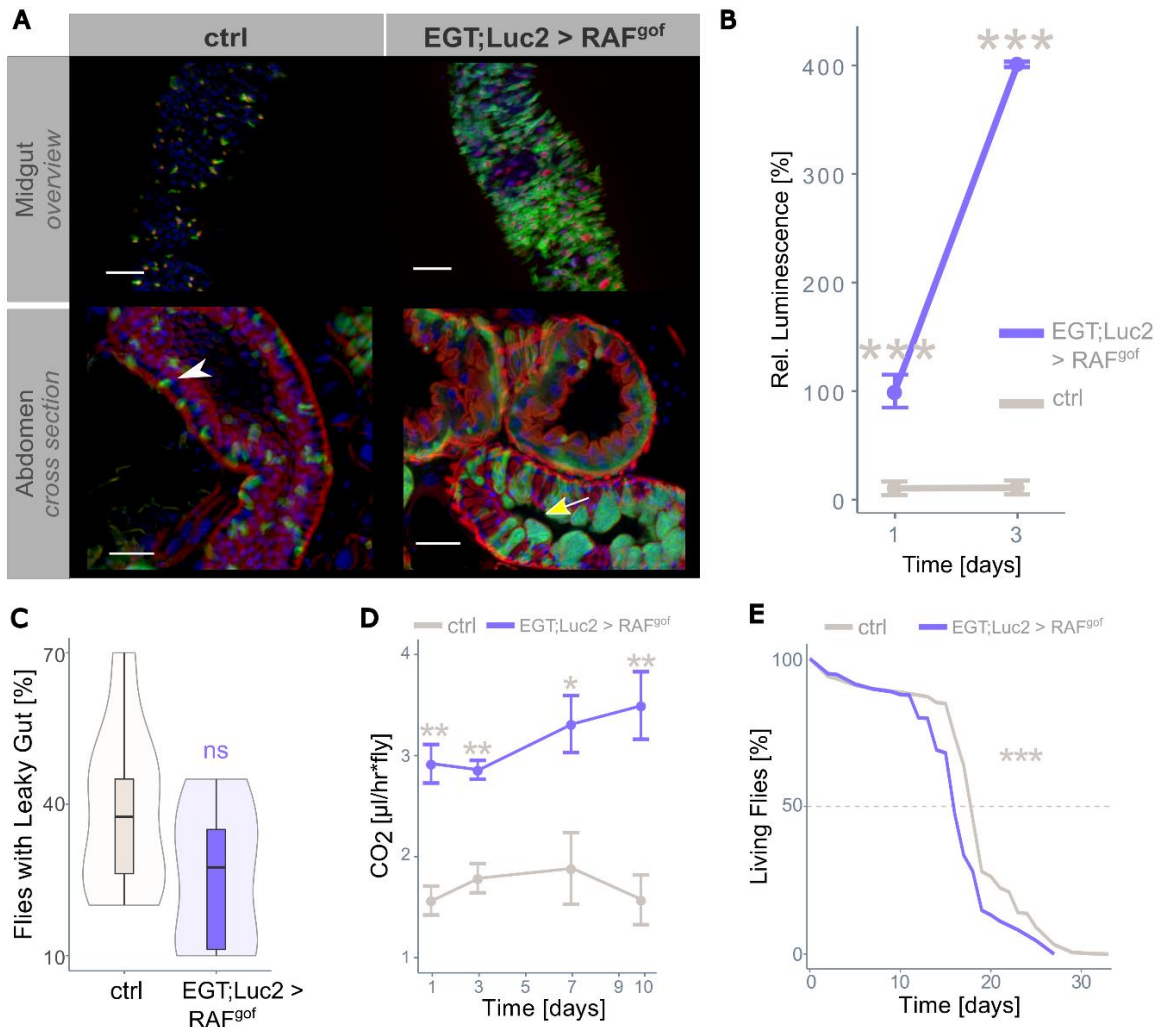 A
ctrl
EGT;Luc2 > RAFgof
Midgut
overview
Abdomen
cross section
B
Rel. Luminescence [%]
400
300
200
100
0
***
***
EGT;Luc2
> RAFgof
ctrl
1
3
Time [days]
C
Flies with Leaky Gut [%]
70
40
10
ns
ctrl
EGT;Luc2 >
RAFgof
D
ctrl
EGT;Luc2 > RAFgof
CO2 [µl/hr*fly]
4
3
2
1
**
**
*
**
1
3
5
7
9
10
Time [days]
E
ctrl
EGT;Luc2 > RAFgof
Living Flies [%]
100
50
0
***
0
10
20
30
Time [days]